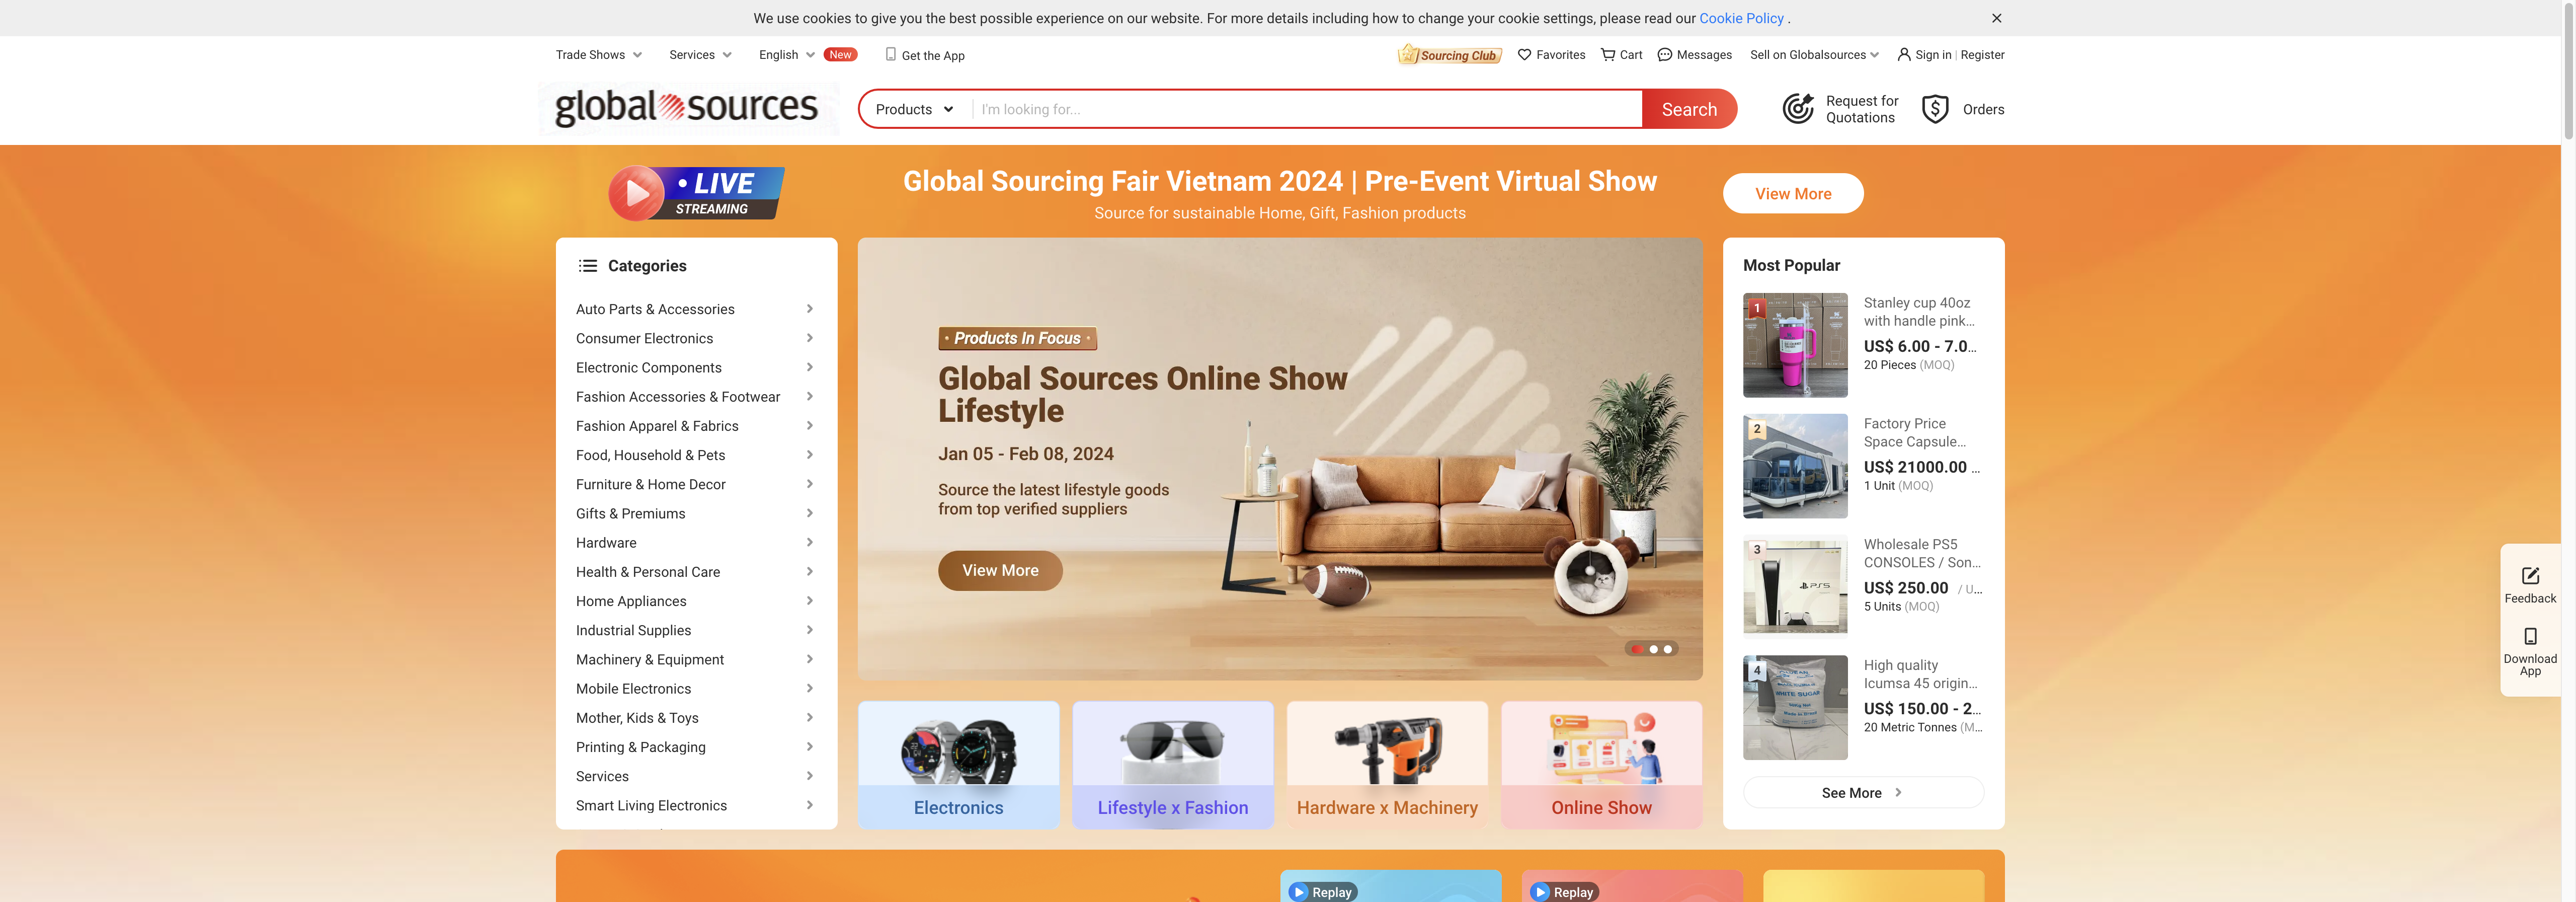 We use cookies to give you the best possible experience on our website. For more details including how to change your cookie settings, please read our Cookie Policy .
Trade Shows
Services
English
New
Get the App
Sourcing Club
Favorites
Cart
Messages
Sell on Globalsources
Sign in | Register
global sources
Products
I'm looking for...
Search
Request for
Quotations
Orders
• LIVE
STREAMING
Global Sourcing Fair Vietnam 2024 | Pre-Event Virtual Show
Source for sustainable Home, Gift, Fashion products
View More
Categories
Auto Parts & Accessories
Consumer Electronics
Electronic Components
Fashion Accessories & Footwear
Fashion Apparel & Fabrics
Food, Household & Pets
Furniture & Home Decor
Gifts & Premiums
Hardware
Health & Personal Care
Home Appliances
Industrial Supplies
Machinery & Equipment
Mobile Electronics
Mother, Kids & Toys
Printing & Packaging
Services
Smart Living Electronics
• Products In Focus •
Global Sources Online Show
Lifestyle
Jan 05 - Feb 08, 2024
Source the latest lifestyle goods
from top verified suppliers
View More
Electronics
Lifestyle x Fashion
Hardware x Machinery
Online Show
Most Popular
1
Stanley cup 40oz
with handle pink...
US$ 6.00 - 7.0...
20 Pieces (MOQ)
2
Factory Price
Space Capsule...
US$ 21000.00 ...
1 Unit (MOQ)
3
PS5
Wholesale PS5
CONSOLES / Son...
US$ 250.00 / U...
5 Units (MOQ)
4
WHITE SUGAR
High quality
Icumsa 45 origin...
US$ 150.00 - 2...
20 Metric Tonnes (M...
See More
Feedback
Download
App
Replay
Replay